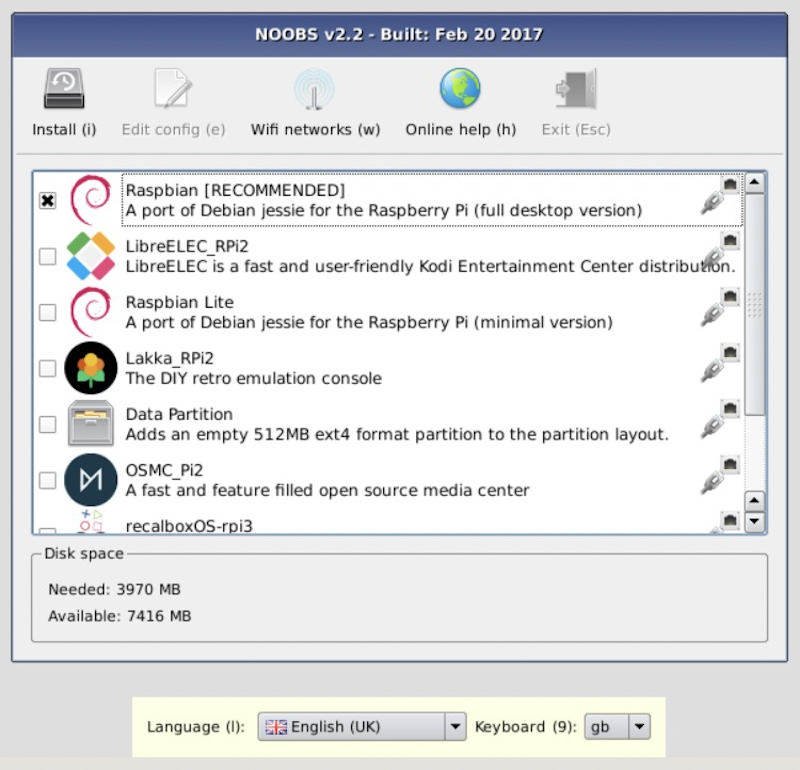 NOOBS v2.2 - Built: Feb 20 2017
Install (i) Edit config (e) Wifi networks (w) Online help (h) Exit (Esc)
Raspbian [RECOMMENDED]
A port of Debian jessie for the Raspberry Pi (full desktop version)
LibreELEC_RPi2
LibreELEC is a fast and user-friendly Kodi Entertainment Center distribution.
Raspbian Lite
A port of Debian jessie for the Raspberry Pi (minimal version)
Lakka_RPi2
The DIY retro emulation console
Data Partition
Adds an empty 512MB ext4 format partition to the partition layout.
OSMC_Pi2
A fast and feature filled open source media center
recalboxOS-rpi3
Disk space
Needed: 3970 MB
Available: 7416 MB
Language (l): English (UK) Keyboard (9): gb